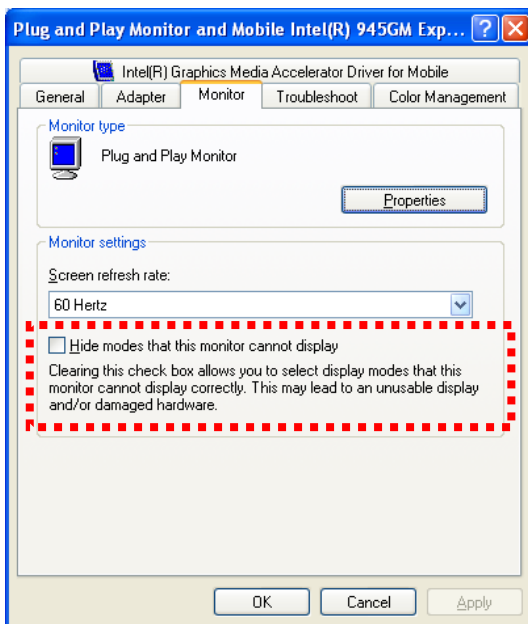 Plug and Play Monitor and Mobile Intel(R) 945GM Exp...
Intel(R) Graphics Media Accelerator Driver for Mobile
General Adapter Monitor Troubleshoot Color Management
Monitor type
Plug and Play Monitor
Properties
Monitor settings
Screen refresh rate:
60 Hertz
Hide modes that this monitor cannot display
Clearing this check box allows you to select display modes that this
monitor cannot display correctly. This may lead to an unusable display
and/or damaged hardware.
OK Cancel Apply